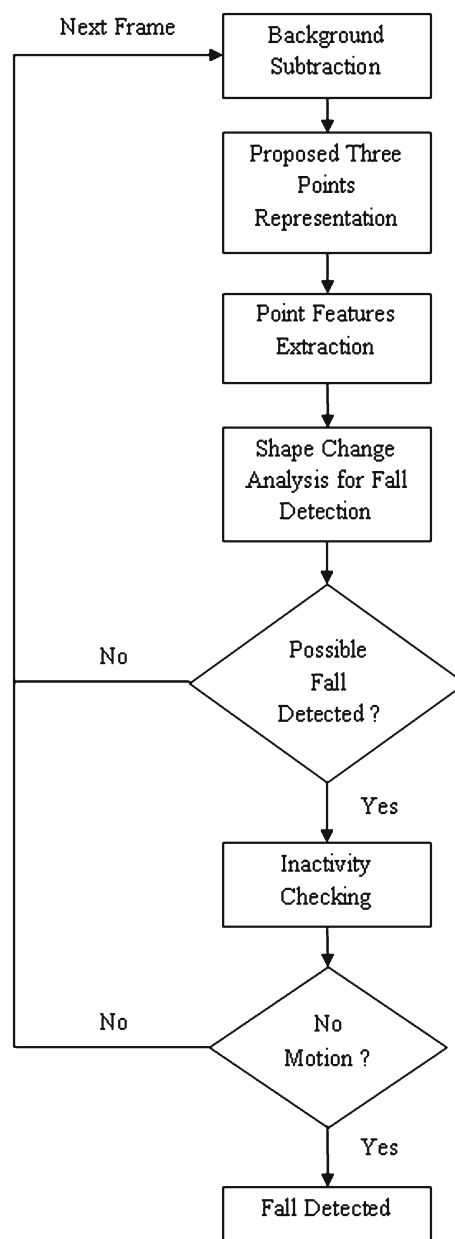 Next Frame
Background
Subtraction
Proposed Three
Points
Representation
Point Features
Extraction
Shape Change
Analysis for Fall
Detection
No
Possible
Fall
Detected ?
Yes
Inactivity
Checking
No
No
Motion ?
Yes
Fall Detected